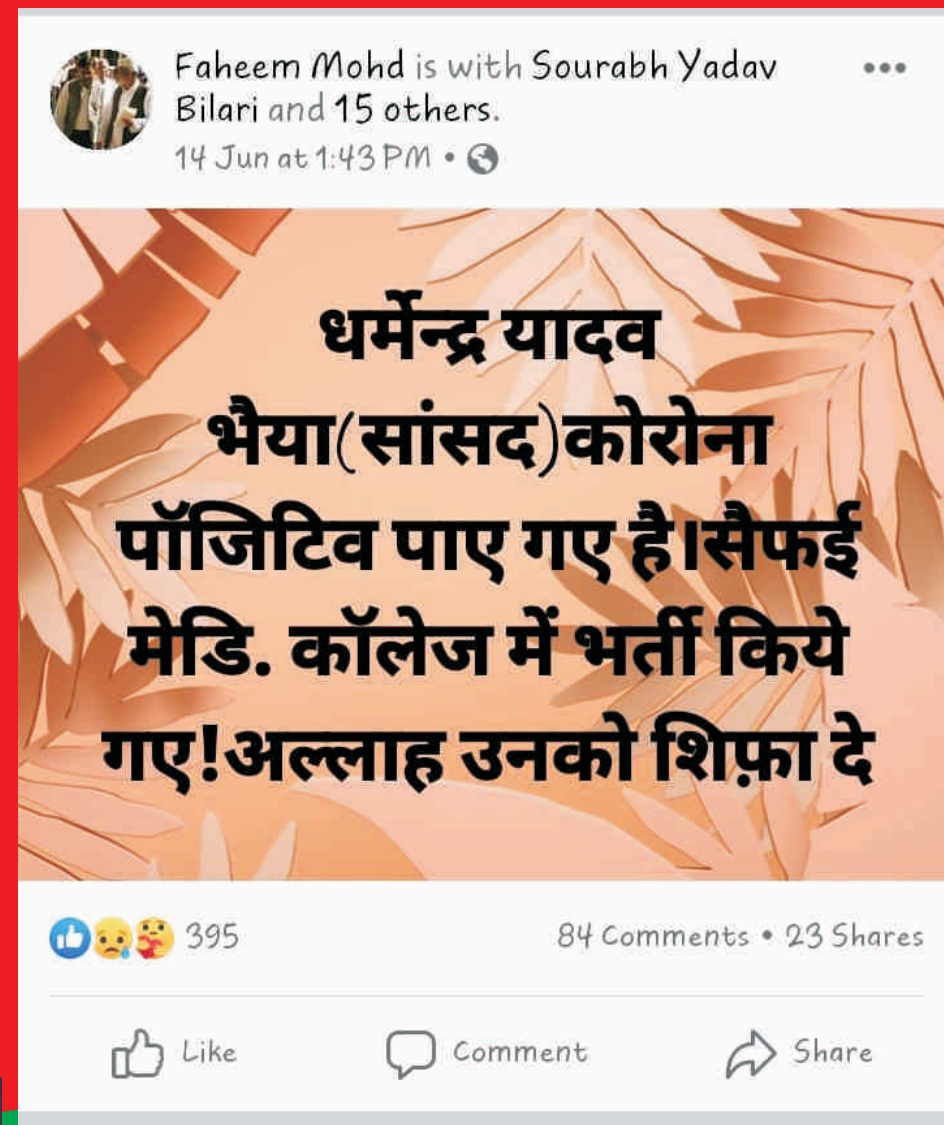 Faheem Mohd is with Sourabh Yadav
Bilari and 15 others.
14 Jun at 1:43 PM •
धर्मेन्द्र यादव
भैया(सांसद)कोरोना
पॉजिटिव पाए गए है।सैफई
मेडि. कॉलेज में भर्ती किये
गए!अल्लाह उनको शिफ़ा दे
395 84 Comments • 23 Shares
Like Comment Share